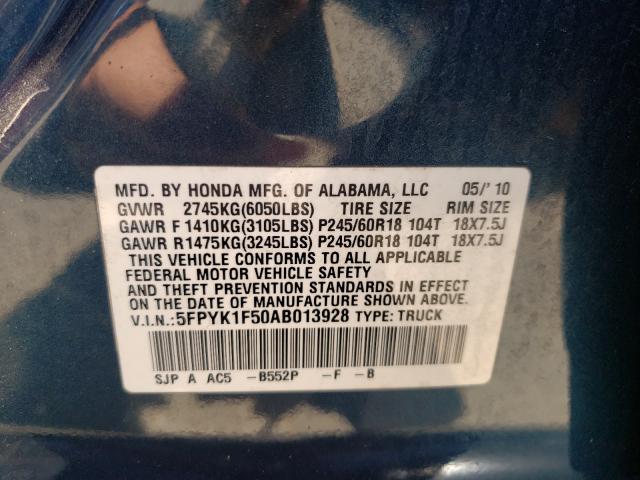 MFD. BY HONDA MFG. OF ALABAMA, LLC 05/'10
GVWR 2745KG(6050LBS) TIRE SIZE RIM SIZE
GAWR F 1410KG(3105LBS) P245/60R18 104T 18X7.5J
GAWR R 1475KG(3245LBS) P245/60R18 104T 18X7.5J
THIS VEHICLE CONFORMS TO ALL APPLICABLE
FEDERAL MOTOR VEHICLE SAFETY
AND THEFT PREVENTION STANDARDS IN EFFECT
ON THE DATE OF MANUFACTURE SHOWN ABOVE.
V.I.N.:5FPYK1F50AB013928 TYPE:TRUCK
SJP A AC5 -B552P -F -B